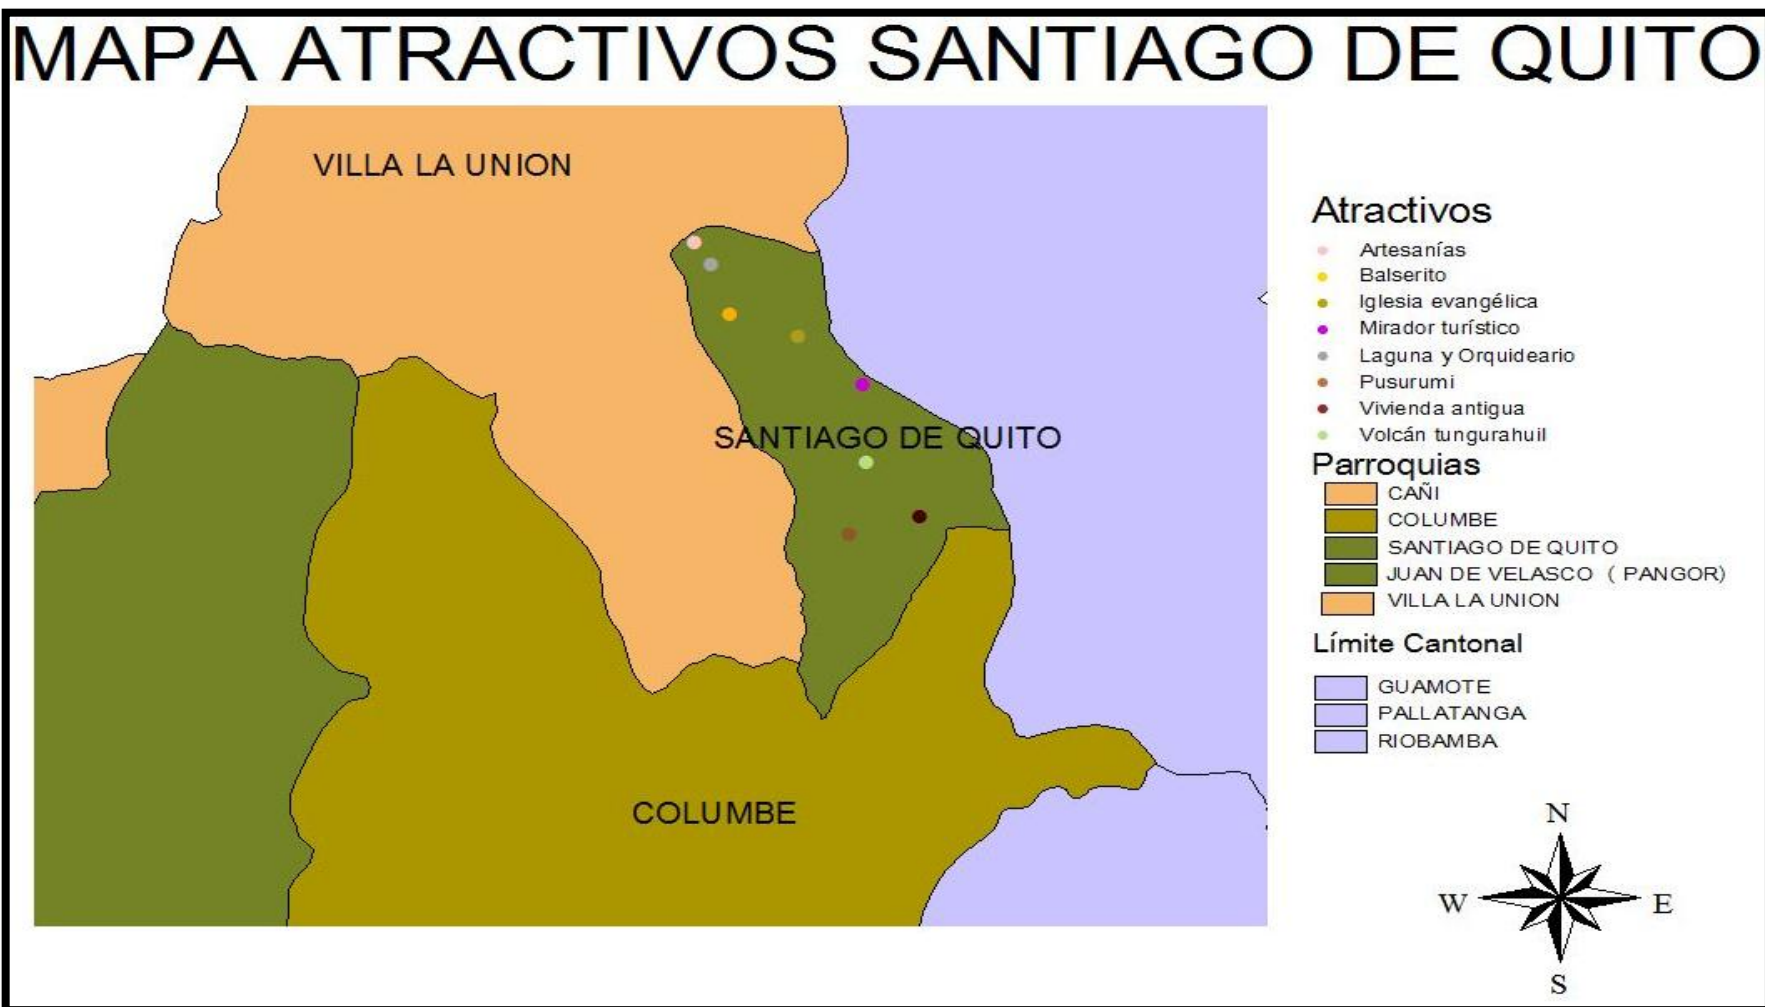 MAPA ATRACTIVOS SANTIAGO DE QUITO
VILLA LA UNION
SANTIAGO DE QUITO
COLUMBE
Atractivos
Artesanías
Balserito
Iglesia evangélica
Mirador turístico
Laguna y Orquideario
Pusurumi
Vivienda antigua
Volcán tungurahuil
Parroquias
CAÑI
COLUMBE
SANTIAGO DE QUITO
JUAN DE VELASCO ( PANGOR)
VILLA LA UNION
Límite Cantonal
GUAMOTE
PALLATANGA
RIOBAMBA
N
W E
S